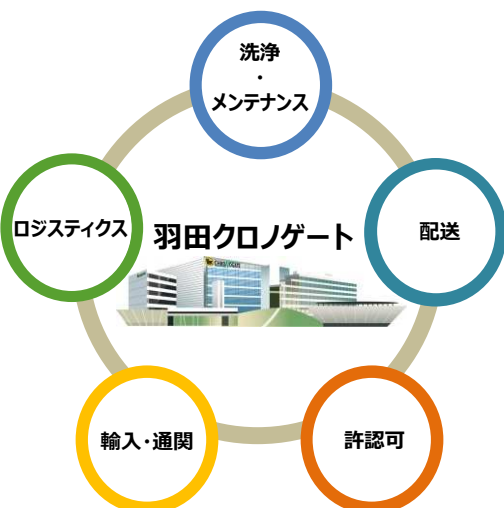 洗浄
・
メンテナンス
ロジスティクス
羽田クロノゲート
配送
輸入・通関
許認可